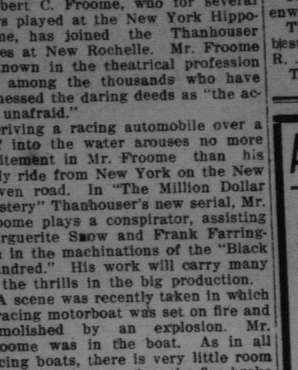 bert C. Froome, who for several
s played at the New York Hippo-
me, has joined the Thanhouser
es at New Rochelle. Mr. Froome
nown in the theatrical profession
among the thousands who have
nessed the daring deeds as "the ac-
unafraid."
riving a racing automobile over a
into the water arouses no more
itement in Mr. Froome than his
ly ride from New York on the New
ven road. In "The Million Dollar
stery" Thanhouser's new serial, Mr.
oome plays a conspirator, assisting
rguerite Snow and Frank Farring-
in the machinations of the "Black
ndred." His work will carry many
the thrills in the big production.
A scene was recently taken in which
racing motorboat was set on fire and
molished by an explosion. Mr.
oome was in the boat. As in all
cing boats, there is very little room
enw
T
R.
T